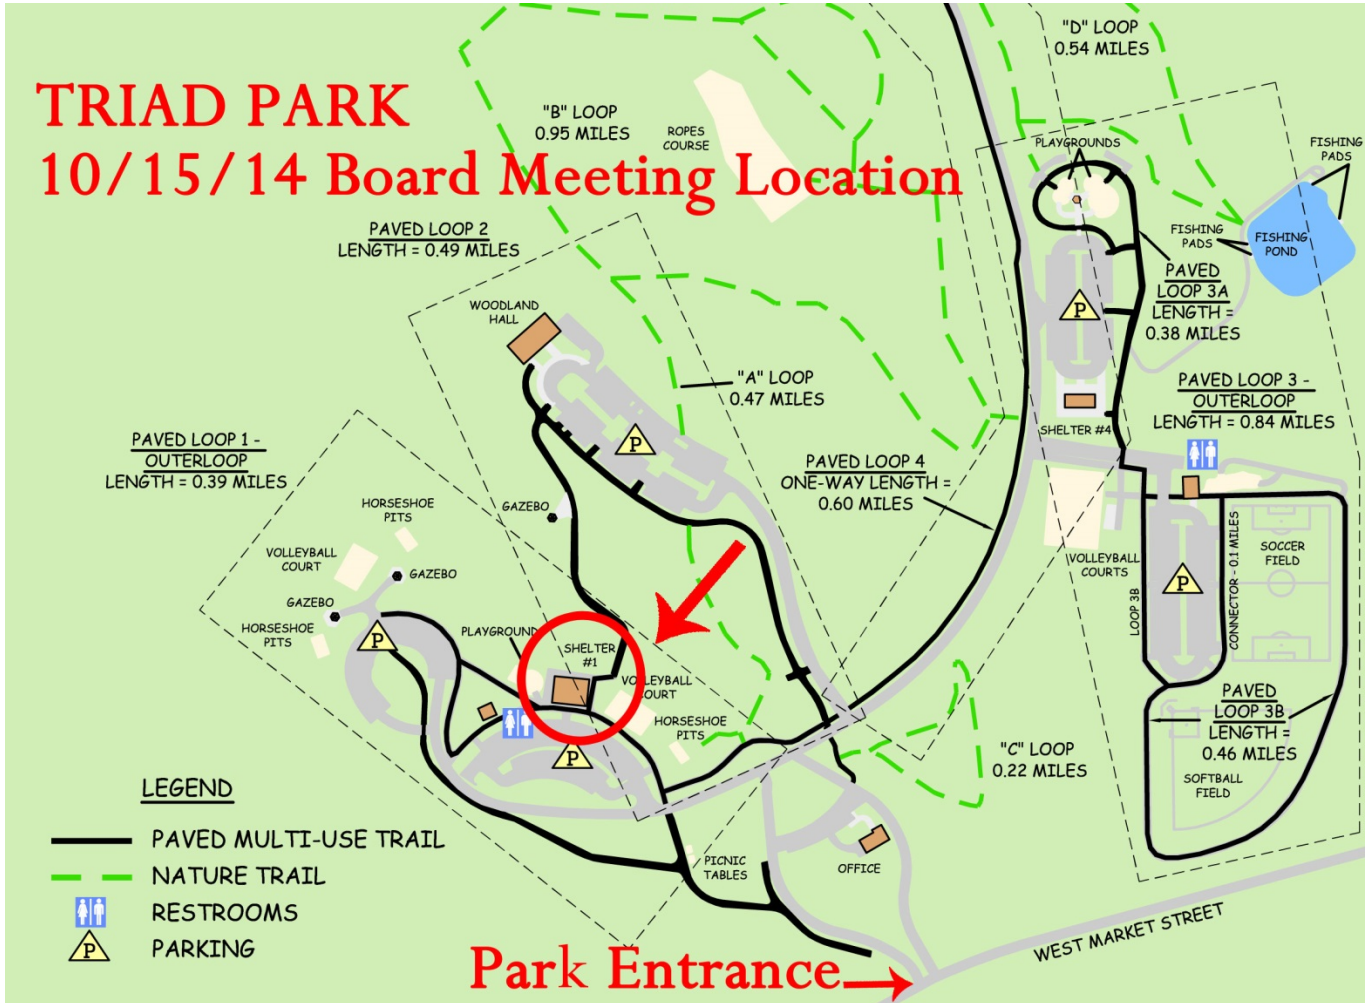 TRIAD PARK
10/15/14 Board Meeting Location
"D" LOOP
0.54 MILES
"B" LOOP
0.95 MILES
ROPES
COURSE
PLAYGROUNDS
FISHING
PADS
PAVED LOOP 2
LENGTH = 0.49 MILES
FISHING
PADS
FISHING
POND
PAVED
LOOP 3A
LENGTH =
0.38 MILES
WOODLAND
HALL
P
"A" LOOP
0.47 MILES
PAVED LOOP 3 -
OUTERLOOP
LENGTH = 0.84 MILES
SHELTER #4
PAVED LOOP 1 -
OUTERLOOP
LENGTH = 0.39 MILES
P
PAVED LOOP 4
ONE-WAY LENGTH =
0.60 MILES
HORSESHOE
PITS
GAZEBO
VOLLEYBALL
COURT
GAZEBO
GAZEBO
HORSESHOE
PITS
P
VOLLEYBALL
COURTS
LOOP 3B
P
CONNECTOR - 0.1 MILES
SOCCER
FIELD
PLAYGROUND
SHELTER
#1
VOLLEYBALL
COURT
HORSESHOE
PITS
P
PAVED
LOOP 3B
LENGTH =
0.46 MILES
"C" LOOP
0.22 MILES
SOFTBALL
FIELD
LEGEND
PAVED MULTI-USE TRAIL
NATURE TRAIL
RESTROOMS
P
PARKING
PICNIC
TABLES
OFFICE
WEST MARKET STREET
Park Entrance